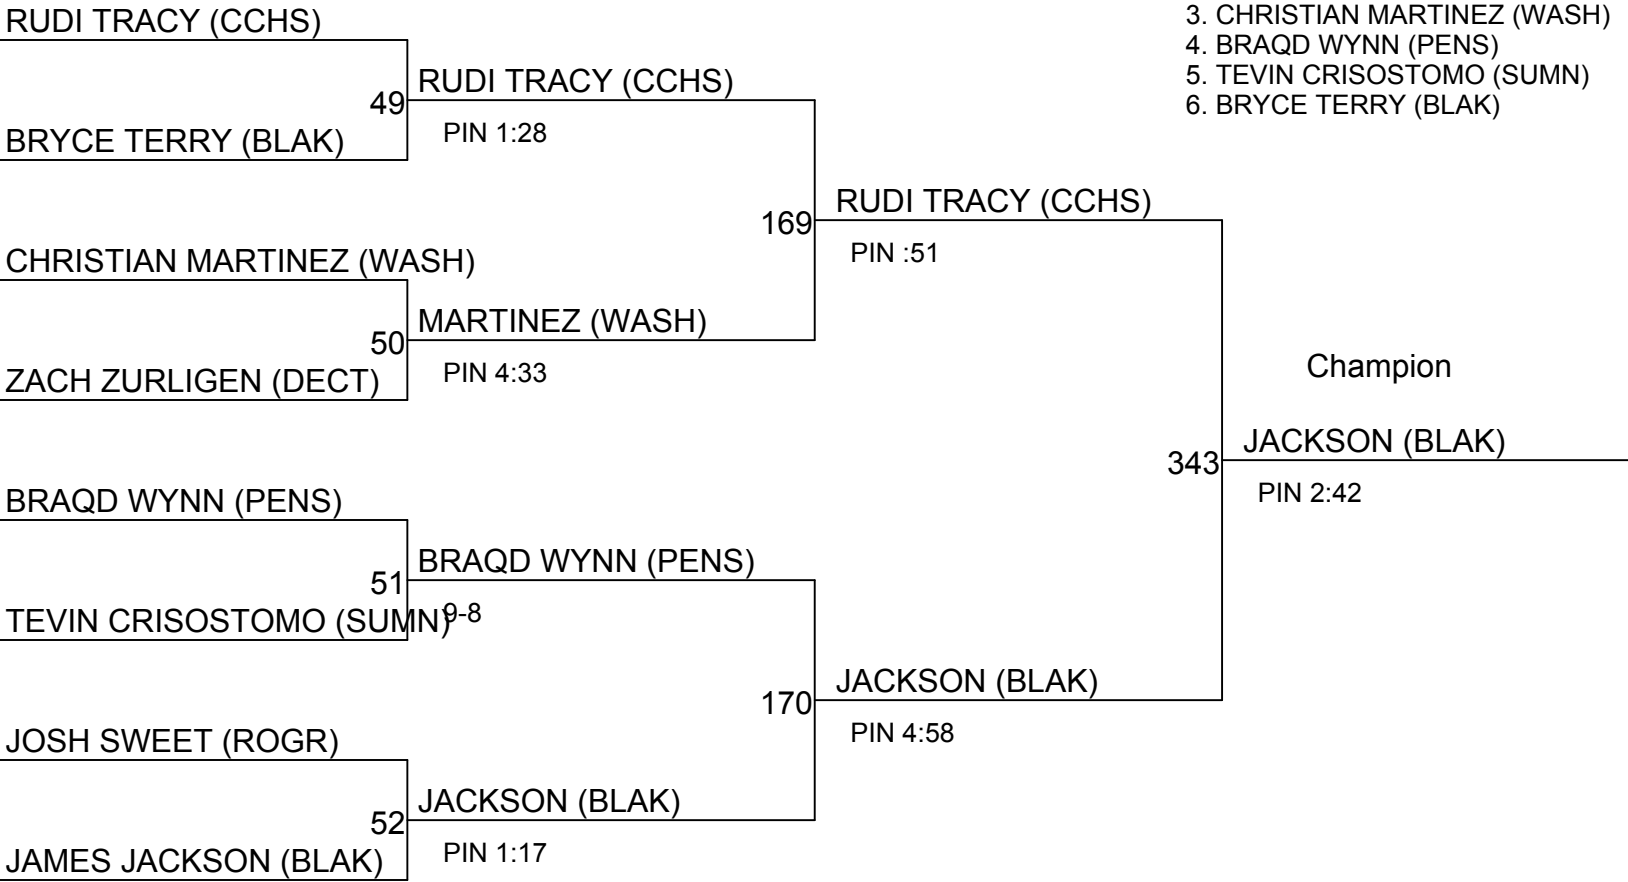 RUDI TRACY (CCHS)
3. CHRISTIAN MARTINEZ (WASH)
4. BRAQD WYNN (PENS)
5. TEVIN CRISOSTOMO (SUMN)
6. BRYCE TERRY (BLAK)
49
RUDI TRACY (CCHS)
PIN 1:28
BRYCE TERRY (BLAK)
169
RUDI TRACY (CCHS)
PIN :51
CHRISTIAN MARTINEZ (WASH)
50
MARTINEZ (WASH)
PIN 4:33
ZACH ZURLIGEN (DECT)
Champion
343
JACKSON (BLAK)
PIN 2:42
BRAQD WYNN (PENS)
51
BRAQD WYNN (PENS)
9-8
TEVIN CRISOSTOMO (SUMN)
170
JACKSON (BLAK)
PIN 4:58
JOSH SWEET (ROGR)
52
JACKSON (BLAK)
PIN 1:17
JAMES JACKSON (BLAK)